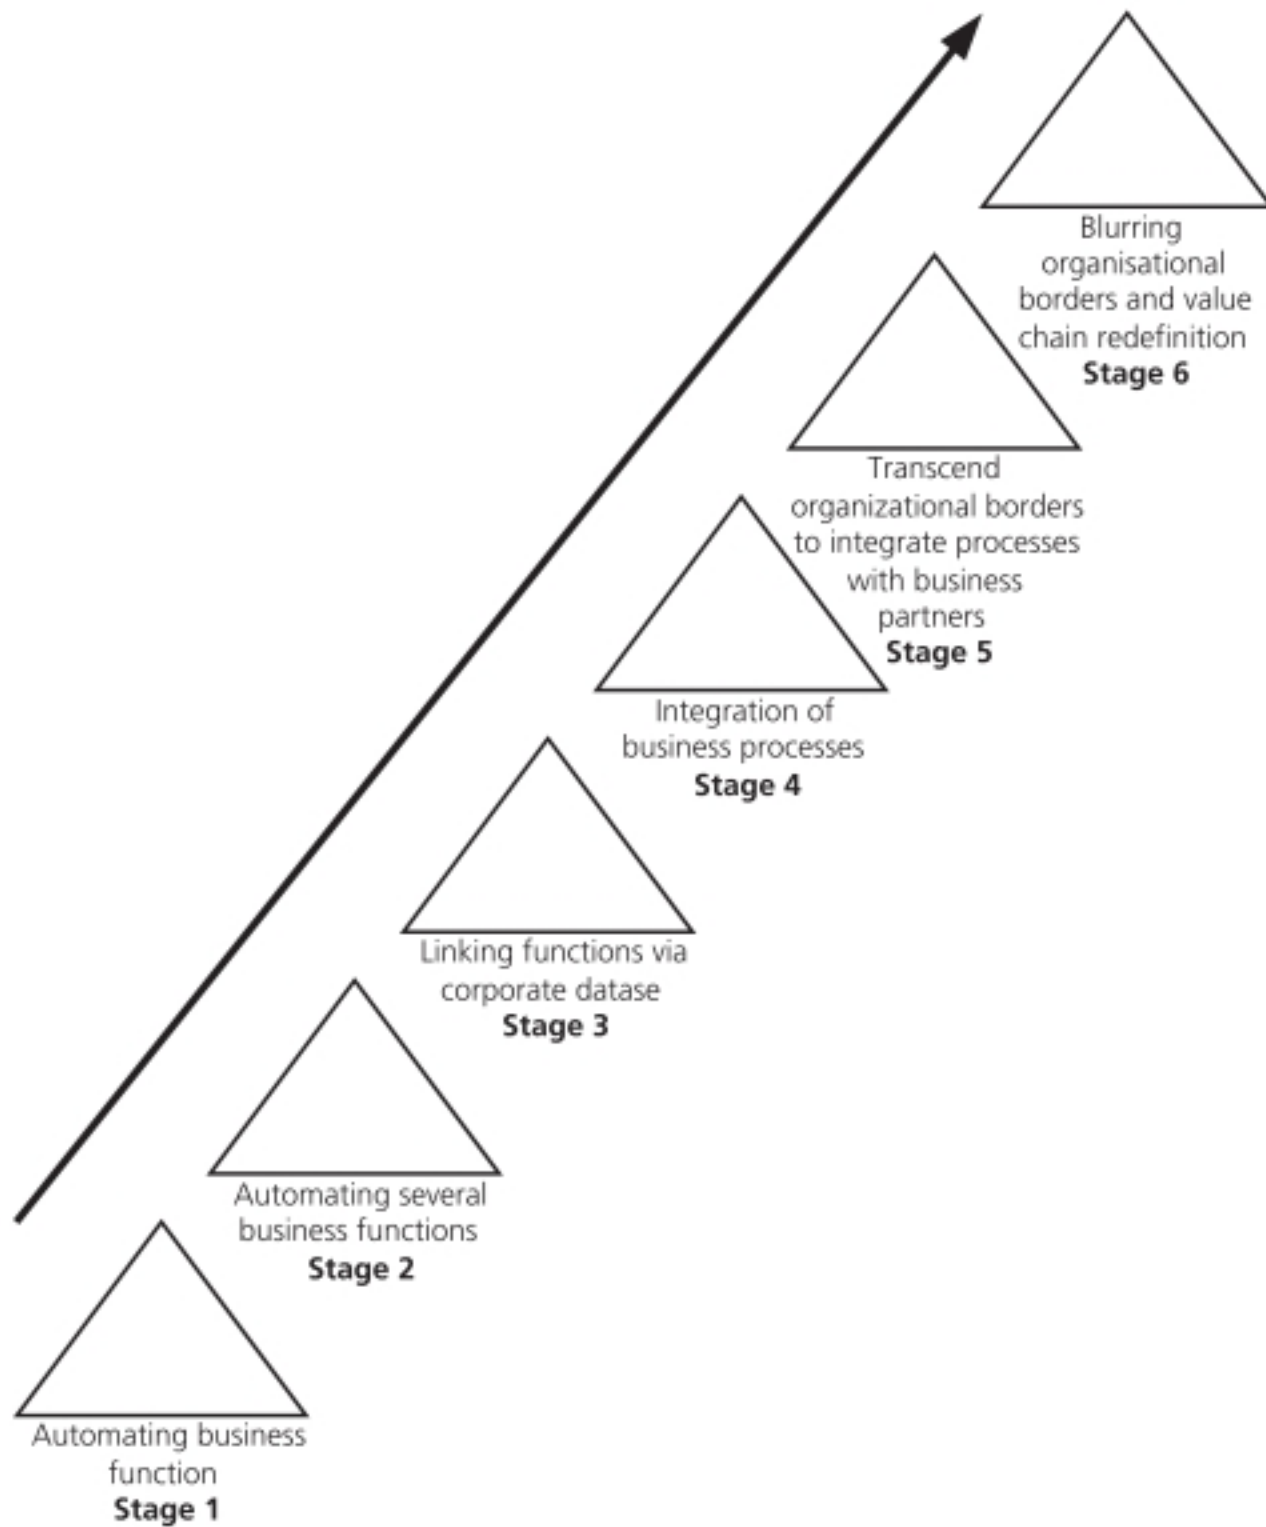 Blurring
organisational
borders and value
chain redefinition
Stage 6
Transcend
organizational borders
to integrate processes
with business
partners
Stage 5
Integration of
business processes
Stage 4
Linking functions via
corporate datase
Stage 3
Automating several
business functions
Stage 2
Automating business
function
Stage 1